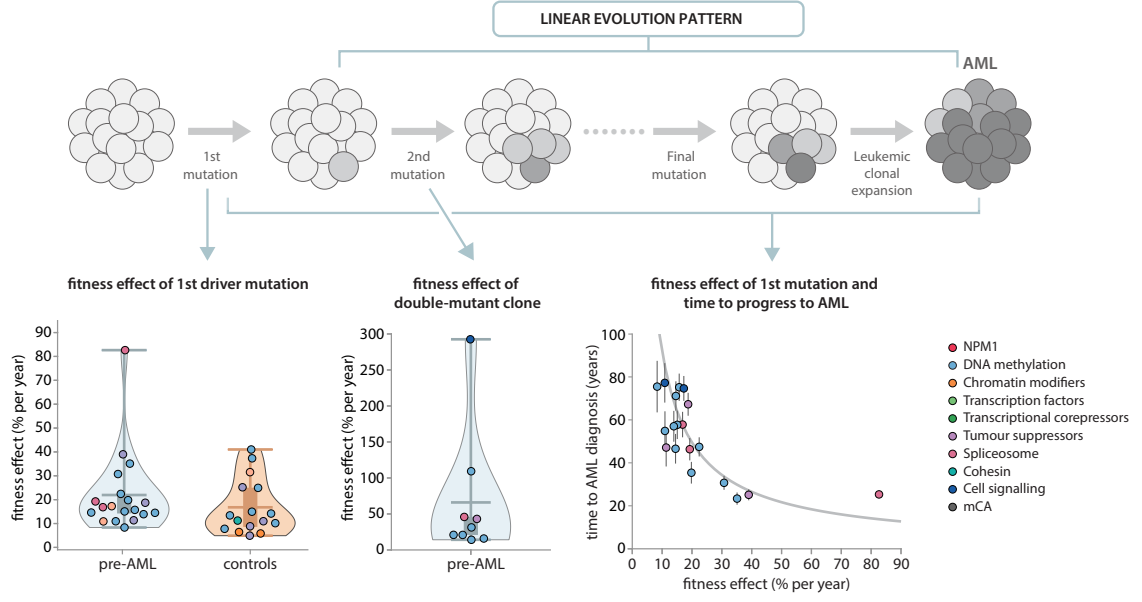 LINEAR EVOLUTION PATTERN
AML
1st
mutation
2nd
mutation
Final
mutation
Leukemic
clonal
expansion
fitness effect of 1st driver mutation
fitness effect (% per year)
90
80
70
60
50
40
30
20
10
0
pre-AML
controls
fitness effect of
double-mutant clone
fitness effect (% per year)
300
250
200
150
100
50
0
pre-AML
fitness effect of 1st mutation and
time to progress to AML
time to AML diagnosis (years)
100
80
60
40
20
0
0 10 20 30 40 50 60 70 80 90
fitness effect (% per year)
NPM1
DNA methylation
Chromatin modifiers
Transcription factors
Transcriptional corepressors
Tumour suppressors
Spliceosome
Cohesin
Cell signalling
mCA